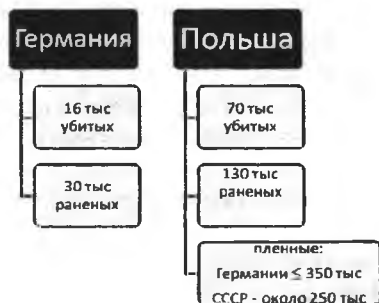 Германия
16 тыс
убитых
30 тыс
раненых
Польша
70 тыс
убитых
130 тыс
раненых
пленные:
Германии ≤ 350 тыс
СССР - около 250 тыс